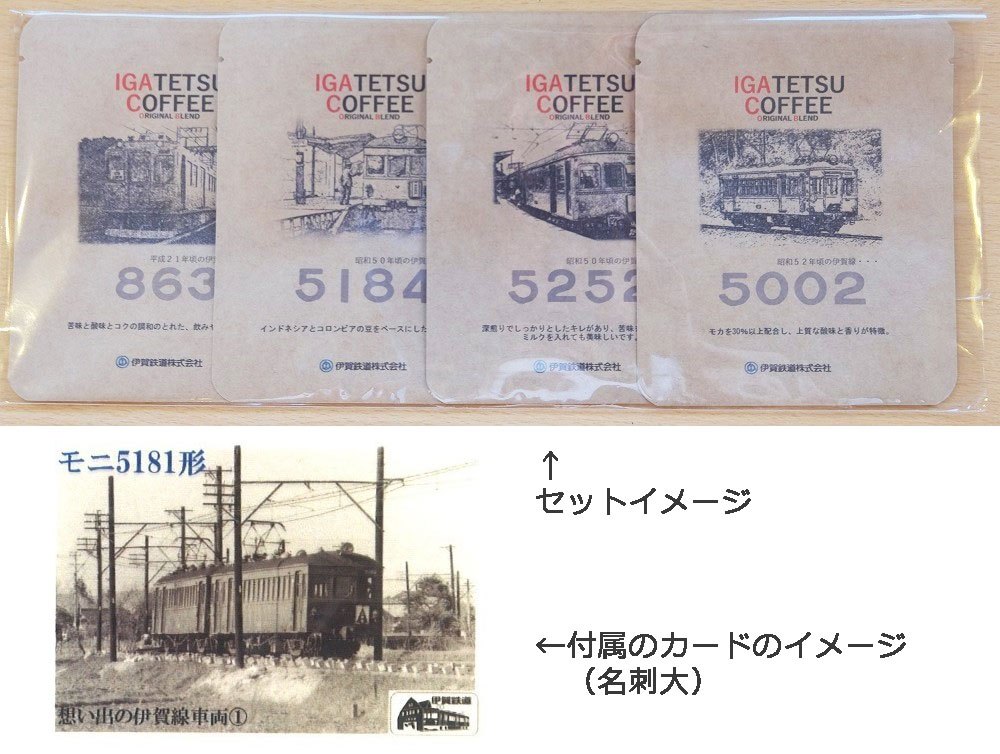 IGATETSU
COFFEE
ORIGINAL BLEND
平成21年頃の伊
863
苦味と酸味とコクの調和のとれた、飲み
伊賀鉄道株式会社
IGATETSU
COFFEE
ORIGINAL BLEND
昭和50年頃の伊賀
5184
インドネシアとコロンビアの豆をベースにした
伊賀鉄道株式会社
IGATETSU
COFFEE
ORIGINAL BLEND
昭和50年頃の伊賀
5252
深煎りでしっかりとしたキレがあり、苦味
ミルクを入れても美味しいです。
伊賀鉄道株式会社
IGATETSU
COFFEE
ORIGINAL BLEND
昭和52年頃の伊賀線・・・
5002
モカを30%以上配合し、上質な酸味と香りが特徴。
伊賀鉄道株式会社
↑
セットイメージ
モニ5181形
A
←付属のカードのイメージ
(名刺大)
伊賀鉄道
想い出の伊賀線車両①